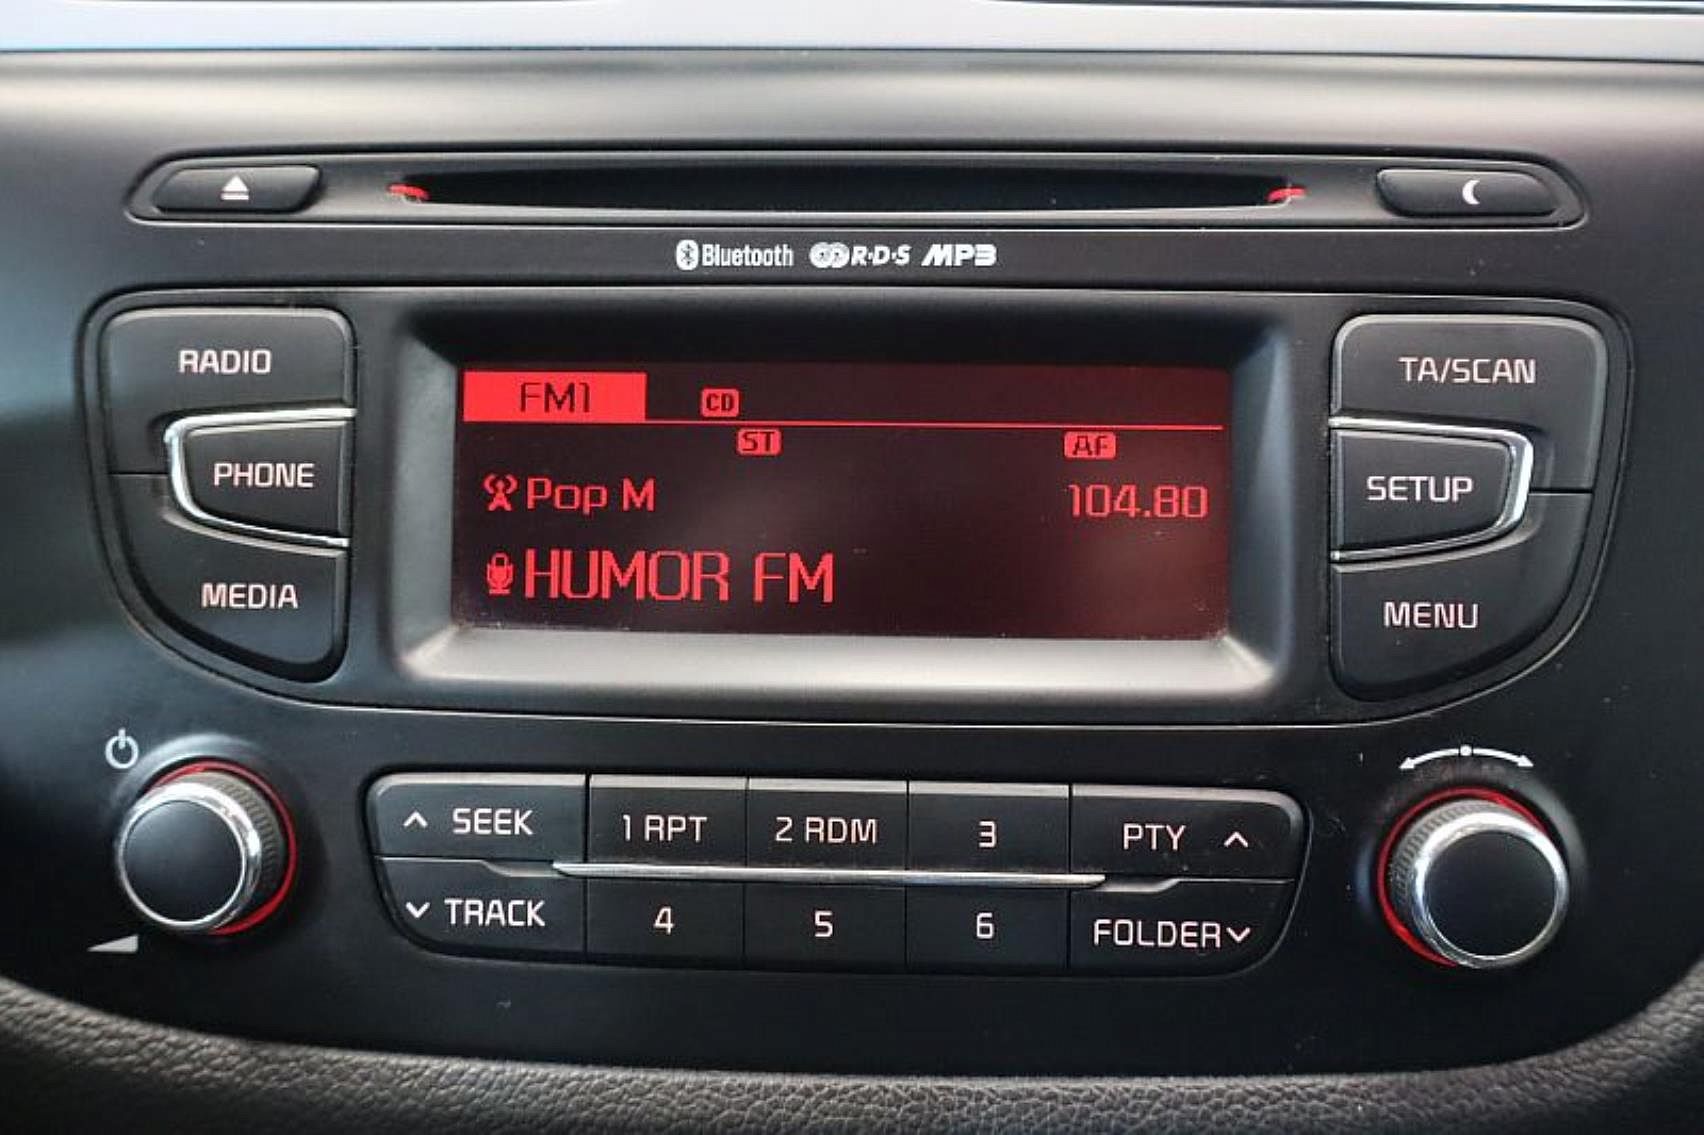 Bluetooth R·D·S MP3
RADIO
PHONE
MEDIA
FM1 CD
ST AF
Pop M 104.80
HUMOR FM
TA/SCAN
SETUP
MENU
SEEK 1 RPT 2 RDM 3 PTY
TRACK 4 5 6 FOLDER